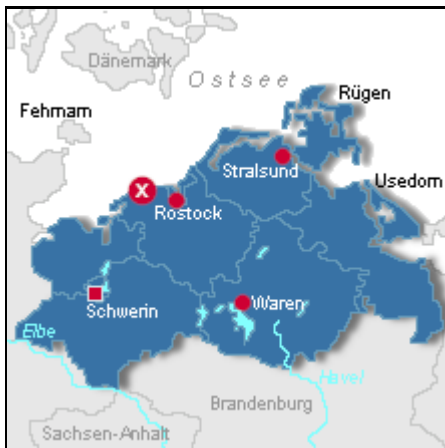 Dänemark
Ostsee
Rügen
Fehmarn
Stralsund
Usedom
X
Rostock
Schwerin
Waren
Elbe
Havel
Brandenburg
Sachsen-Anhalt